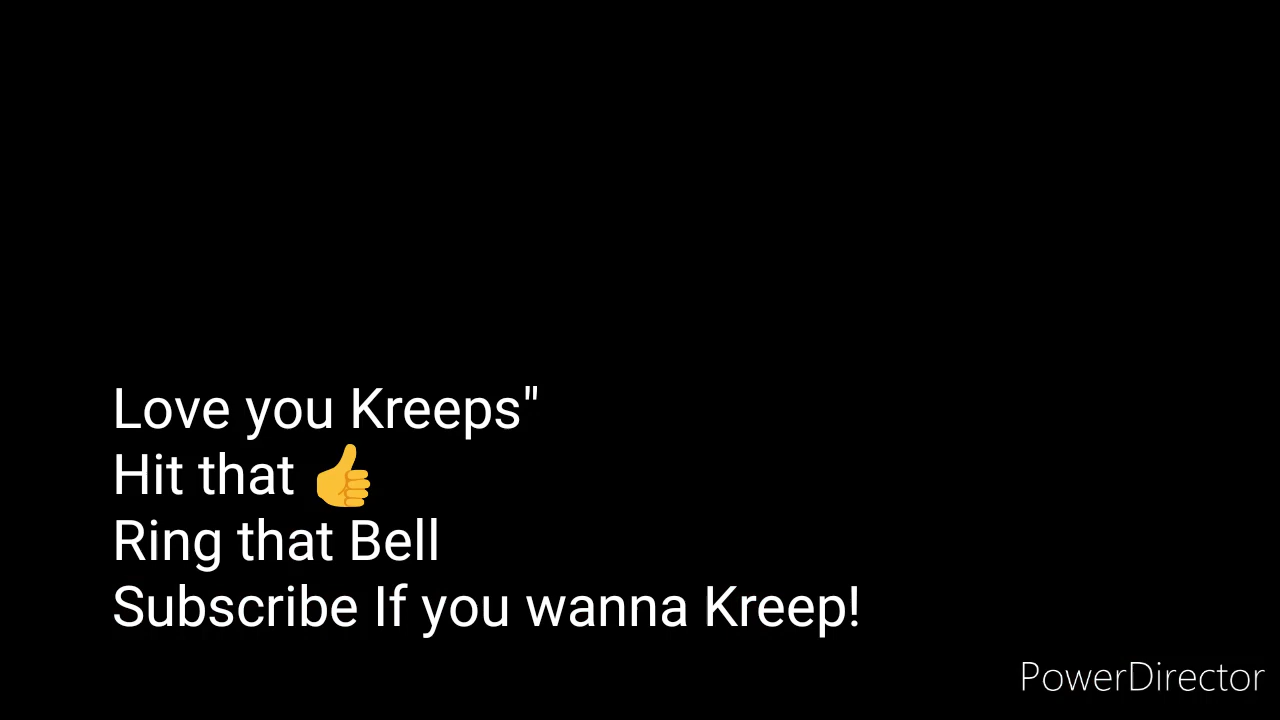 Love you Kreeps"
Hit that 👍
Ring that Bell
Subscribe If you wanna Kreep!
PowerDirector